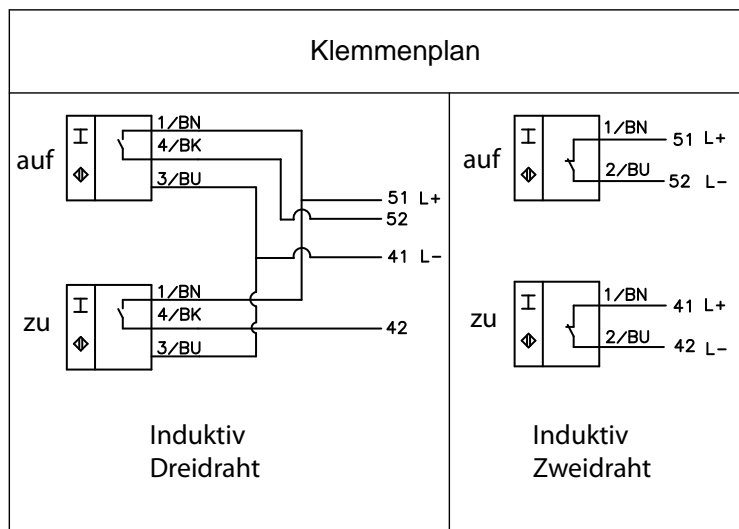 Klemmenplan
auf
1/BN
4/BK
3/BU
51 L+
52
41 L-
zu
1/BN
4/BK
42
3/BU
Induktiv
Dreidraht
auf
1/BN
51 L+
2/BU
52 L-
zu
1/BN
41 L+
2/BU
42 L-
Induktiv
Zweidraht